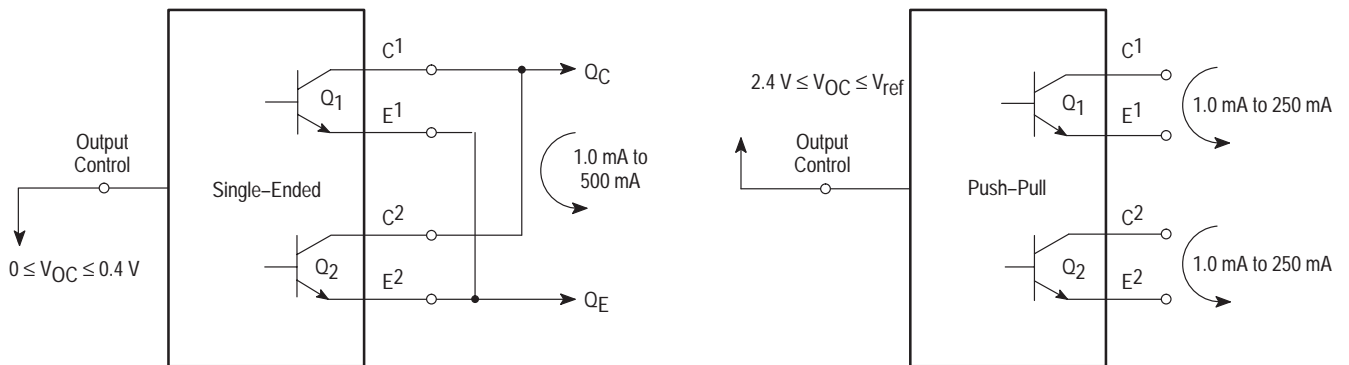 C1
QC
Q1
E1
Output
Control
1.0 mA to
500 mA
Single–Ended
C2
0 ≤ VOC ≤ 0.4 V
Q2
E2
QE
2.4 V ≤ VOC ≤ Vref
C1
Q1
1.0 mA to 250 mA
E1
Output
Control
Push–Pull
C2
Q2
1.0 mA to 250 mA
E2